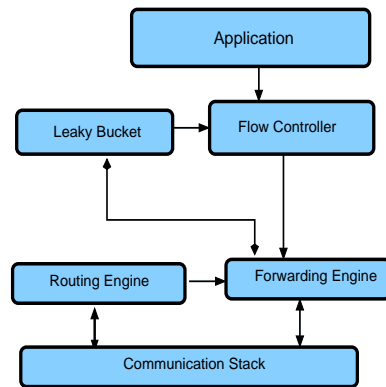 Application
Leaky Bucket
Flow Controller
Routing Engine
Forwarding Engine
Communication Stack